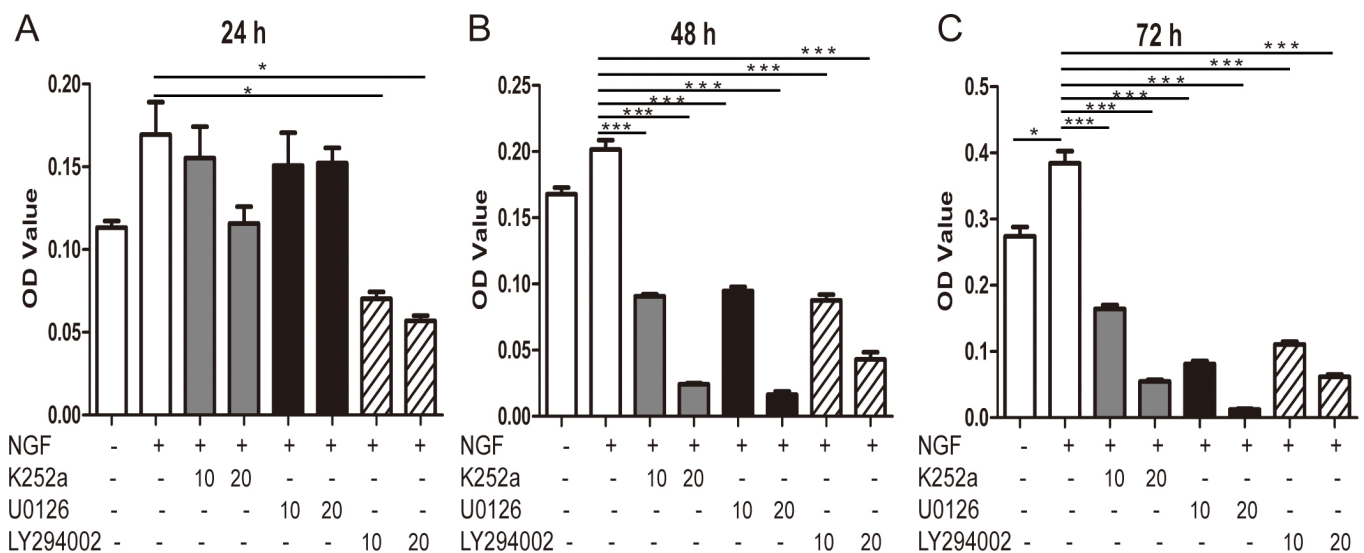 A
24 h
*
*
0.20
0.15
0.10
0.05
0.00
OD Value
NGF - + + + + + + +
K252a - - 10 20 - - - -
U0126 - - - - 10 20 - -
LY294002 - - - - - - 10 20
B
48 h
***
***
***
***
***
***
0.25
0.20
0.15
0.10
0.05
0.00
OD Value
NGF - + + + + + + +
K252a - - 10 20 - - - -
U0126 - - - - 10 20 - -
LY294002 - - - - - - 10 20
C
72 h
***
***
***
***
***
***
*
0.5
0.4
0.3
0.2
0.1
0.0
OD Value
NGF - + + + + + + +
K252a - - 10 20 - - - -
U0126 - - - - 10 20 - -
LY294002 - - - - - - 10 20